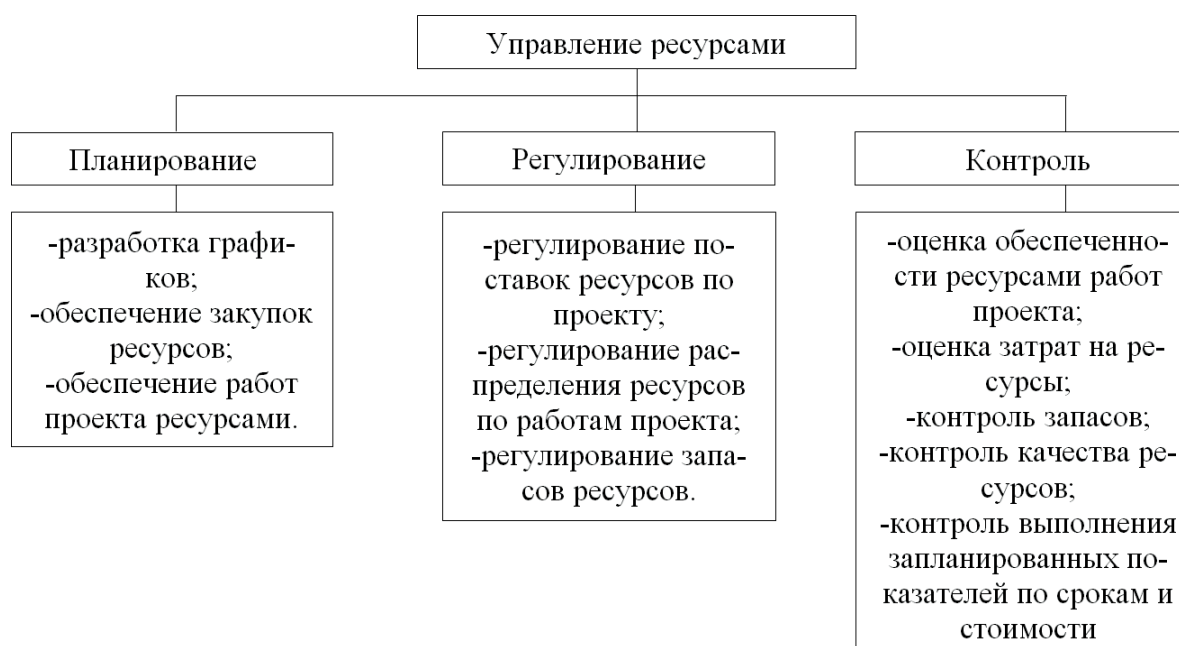 Управление ресурсами
Планирование
Регулирование
Контроль
-разработка графи-
ков;
-обеспечение закупок
ресурсов;
-обеспечение работ
проекта ресурсами.
-регулирование по-
ставок ресурсов по
проекту;
-регулирование рас-
пределения ресурсов
по работам проекта;
-регулирование запа-
сов ресурсов.
-оценка обеспеченно-
сти ресурсами работ
проекта;
-оценка затрат на ре-
сурсы;
-контроль запасов;
-контроль качества ре-
сурсов;
-контроль выполнения
запланированных по-
казателей по срокам и
стоимости